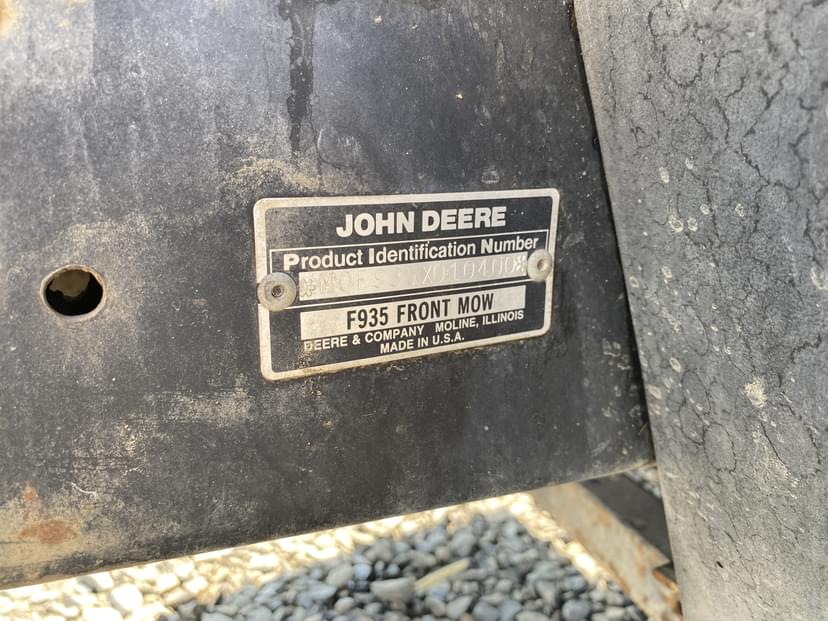 JOHN DEERE
Product Identification Number
F935 FRONT MOW
DEERE & COMPANY MOLINE, ILLINOIS
MADE IN U.S.A.